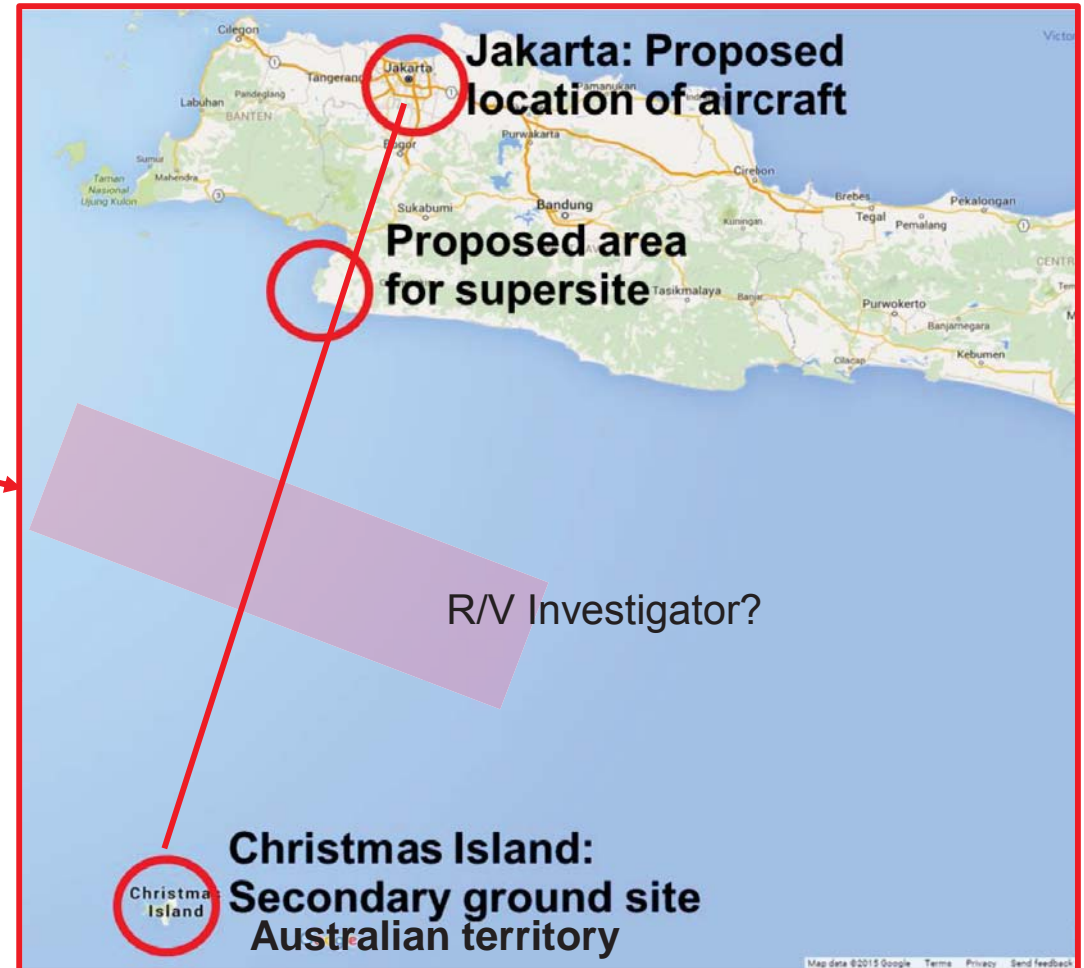 Cilegon
Victor
Jakarta: Proposed
location of aircraft
Tangerang
Jakarta
Pamanukan
Labuhan
Pandeglang
BANTEN
Purwakarta
Bogor
Sumur
Mahendra
Taman
Nasional
Ujung Kulon
Cirebon
Brebes
Tegal
Pemalang
Pekalongan
Sukabumi
Bandung
Kuningan
Proposed area
for supersite
Tasikmalaya
Banjar
CENTR
Purwokerto
Banjarnegara
Kebumen
Cilacap
R/V Investigator?
Christmas Island:
Secondary ground site
Australian territory
Christmas
Island
Map data ©2015 Google Terms Privacy Send feedback